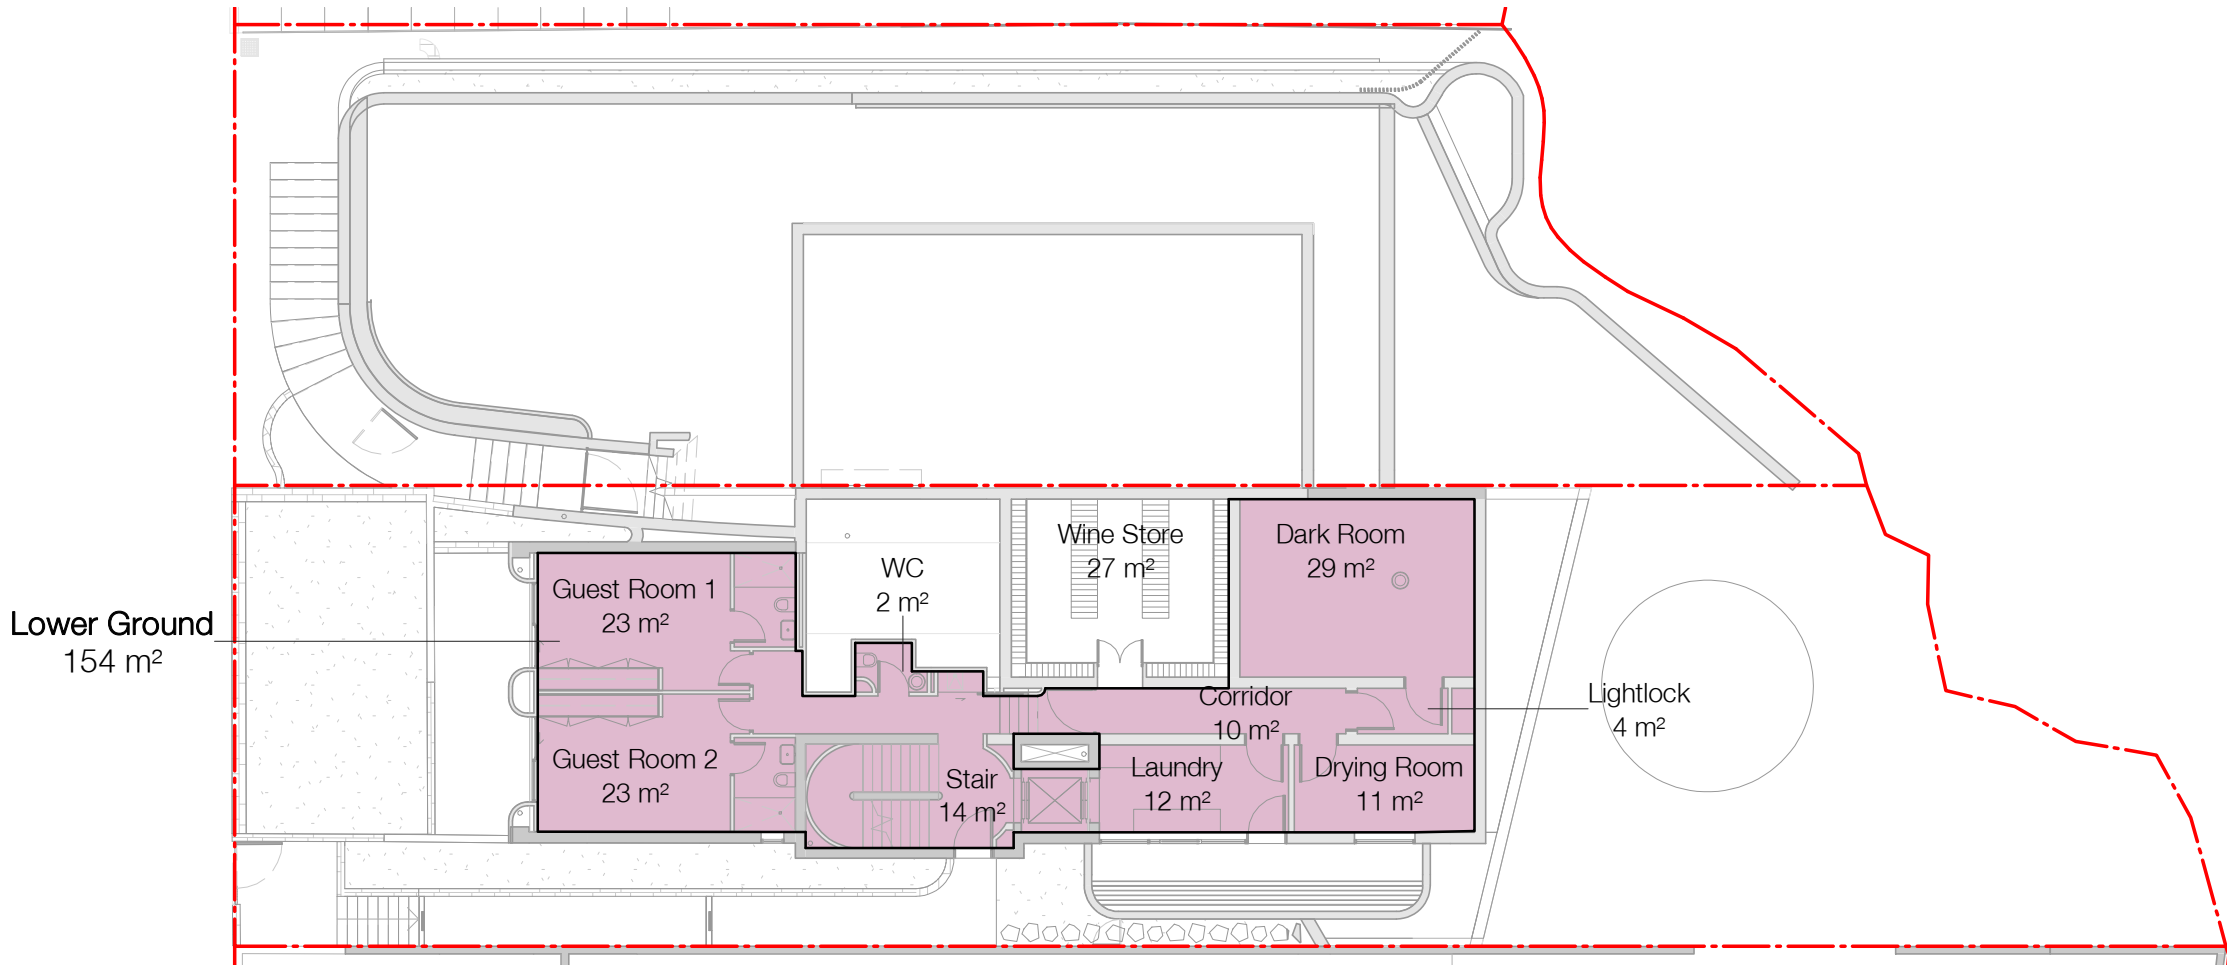 Lower Ground
154 m²
Guest Room 1
23 m²
Guest Room 2
23 m²
WC
2 m²
Wine Store
27 m²
Dark Room
29 m²
Corridor
10 m²
Lightlock
4 m²
Stair
14 m²
Laundry
12 m²
Drying Room
11 m²